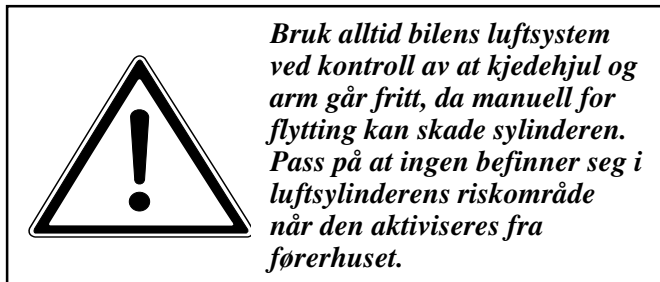 Bruk alltid bilens luftsystem
ved kontroll av at kjedehjul og
arm går fritt, da manuell for
flytting kan skade sylinderen.
Pass på at ingen befinner seg i
luftsylinderens riskområde
når den aktiviseres fra
førerhuset.